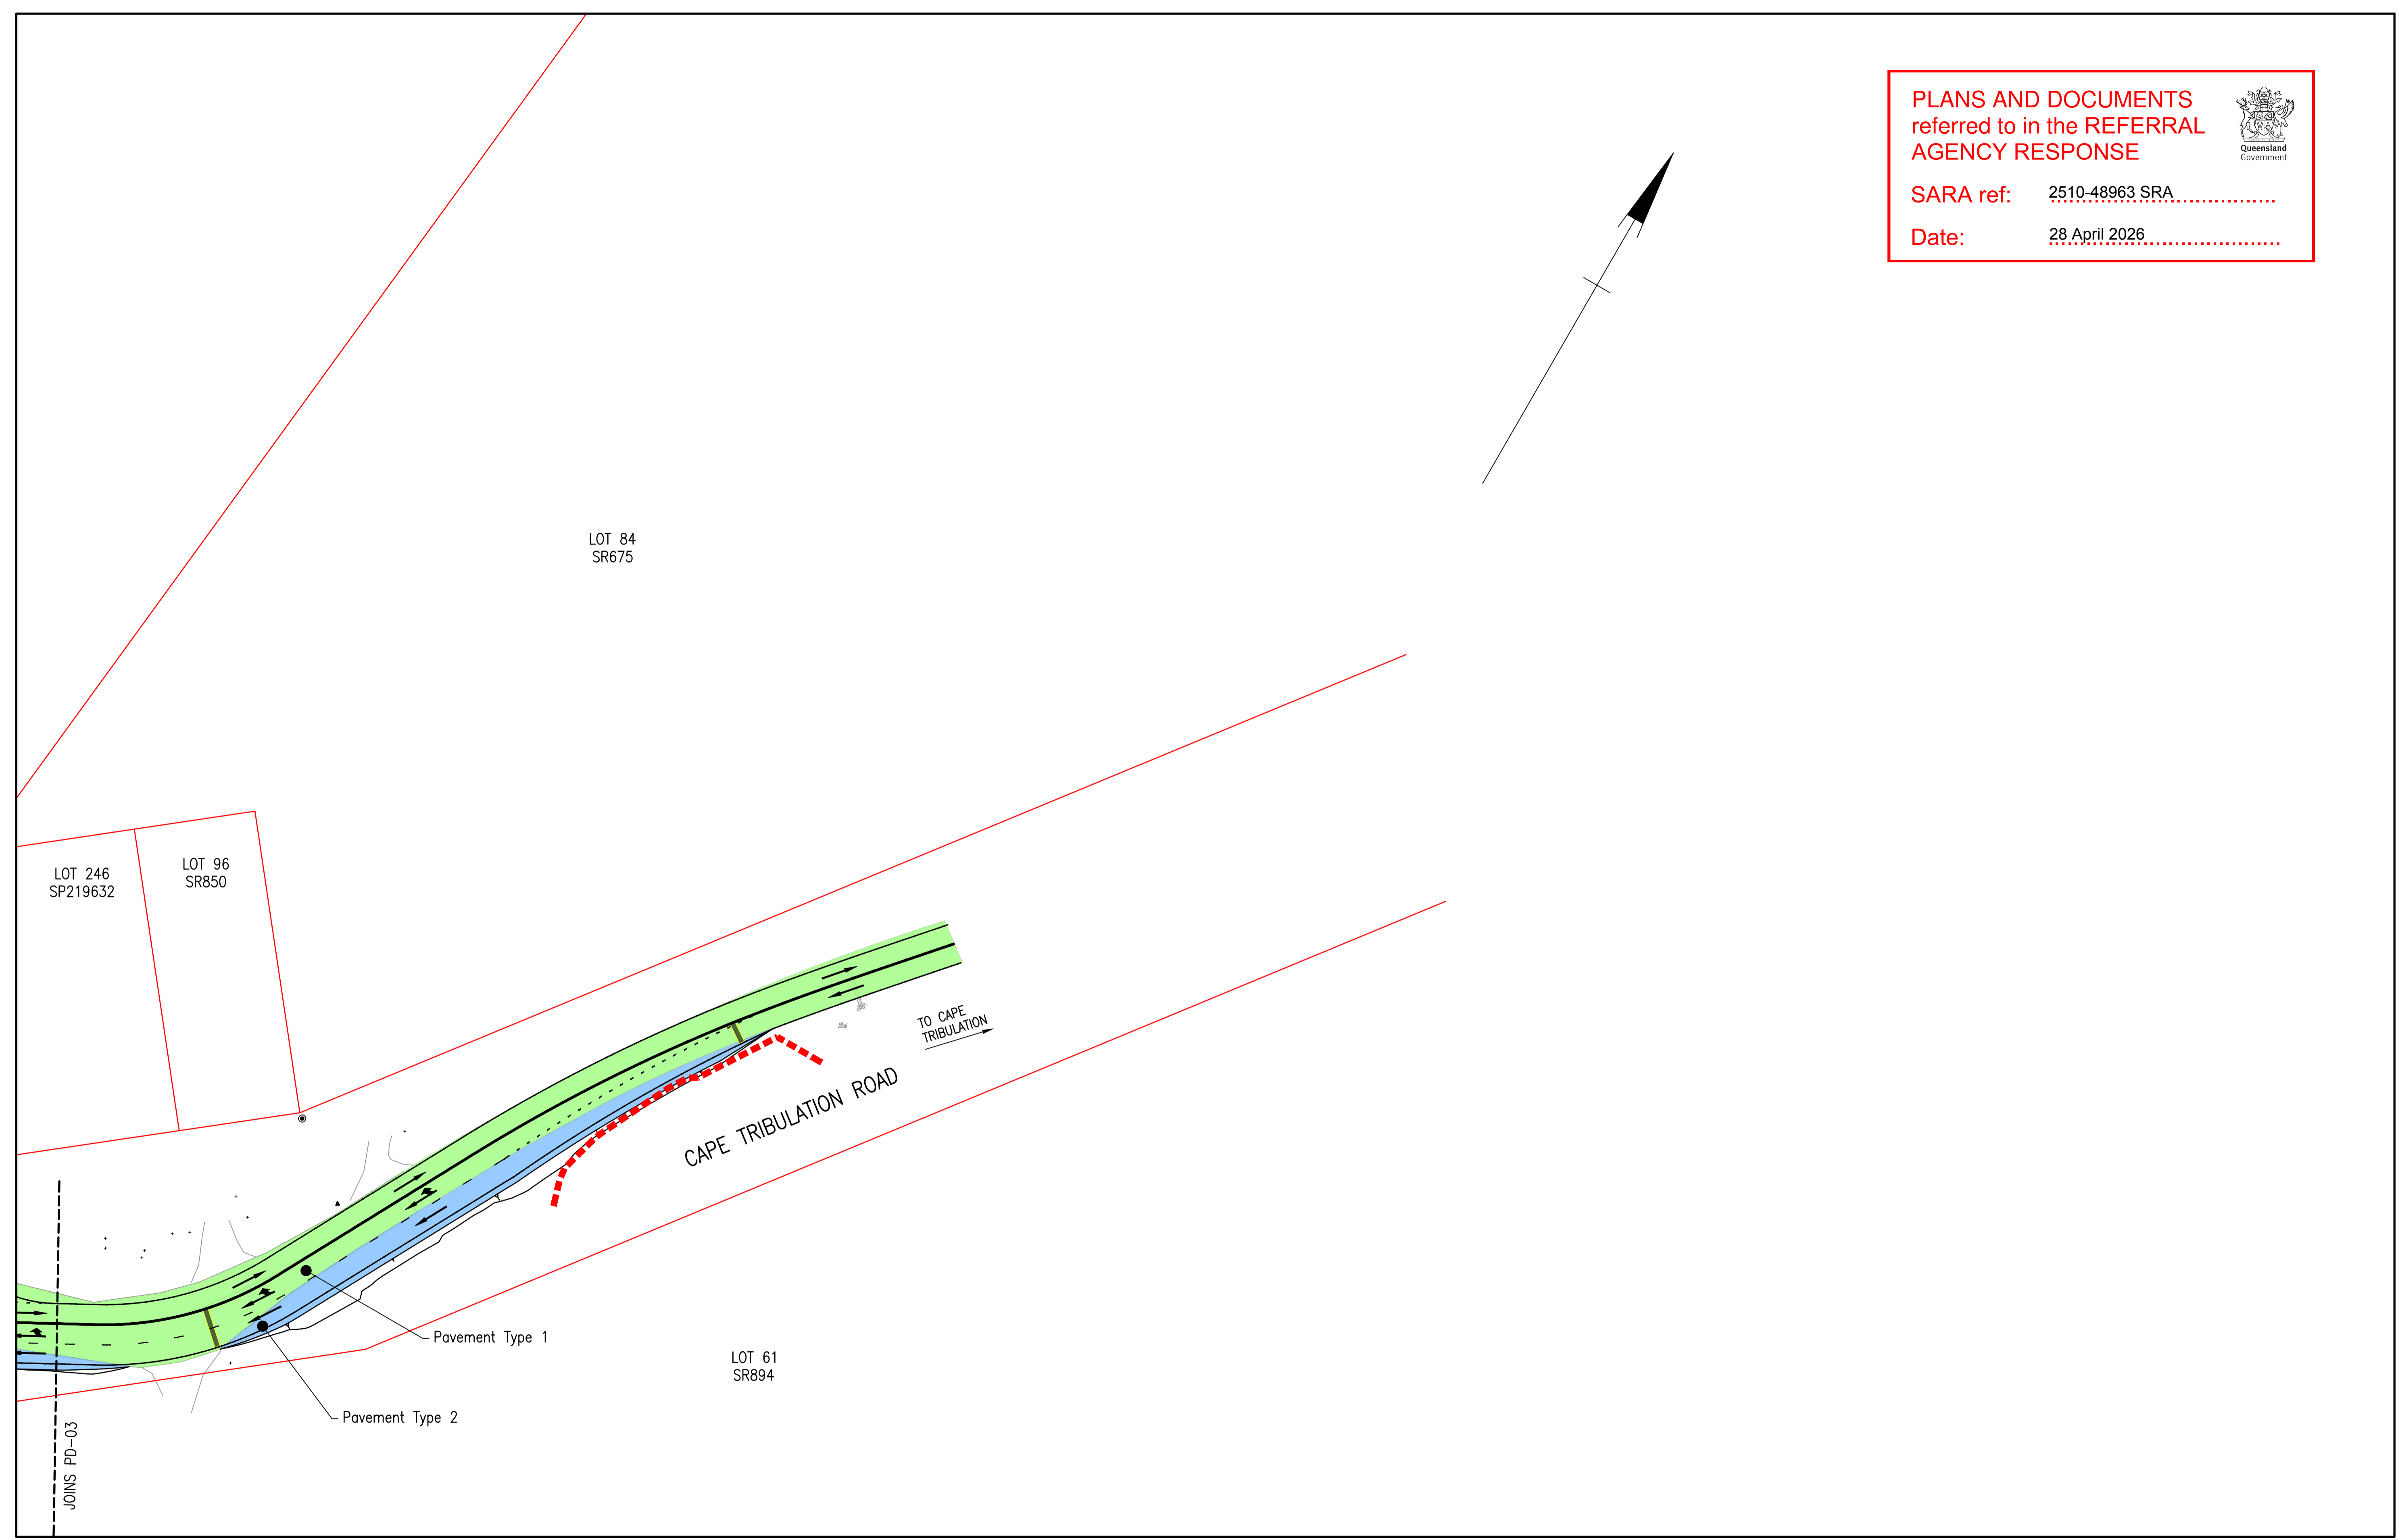 PLANS AND DOCUMENTS
referred to in the REFERRAL
AGENCY RESPONSE
Queensland
Government
SARA ref: 2510-48963 SRA
Date: 28 April 2026
LOT 84
SR675
LOT 246
SP219632
LOT 96
SR850
TO CAPE
TRIBULATION
CAPE TRIBULATION ROAD
Pavement Type 1
Pavement Type 2
LOT 61
SR894
JOINS PD-03